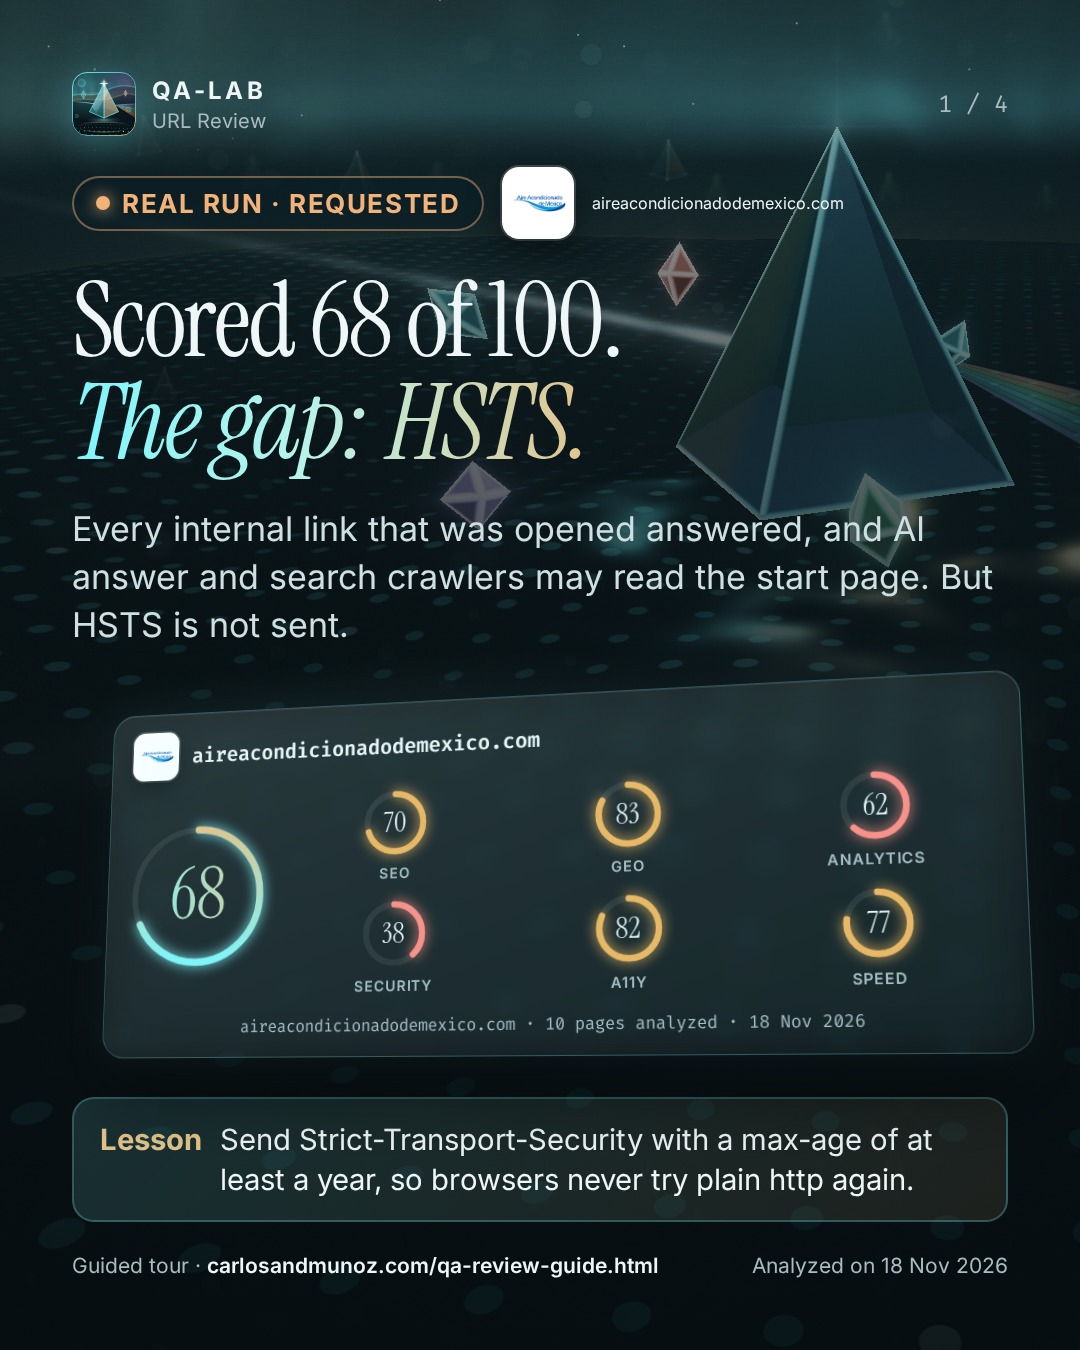 QA-LAB
URL Review
1 / 4
REAL RUN · REQUESTED
Aire Acondicionado
de México
aireacondicionadodemexico.com
Scored 68 of 100.
The gap: HSTS.
Every internal link that was opened answered, and AI
answer and search crawlers may read the start page. But
HSTS is not sent.
aireacondicionadodemexico.com
68
70
SEO
83
GEO
62
ANALYTICS
38
SECURITY
82
A11Y
77
SPEED
aireacondicionadodemexico.com · 10 pages analyzed · 18 Nov 2026
Lesson Send Strict-Transport-Security with a max-age of at
least a year, so browsers never try plain http again.
Guided tour · carlosandmunoz.com/qa-review-guide.html
Analyzed on 18 Nov 2026